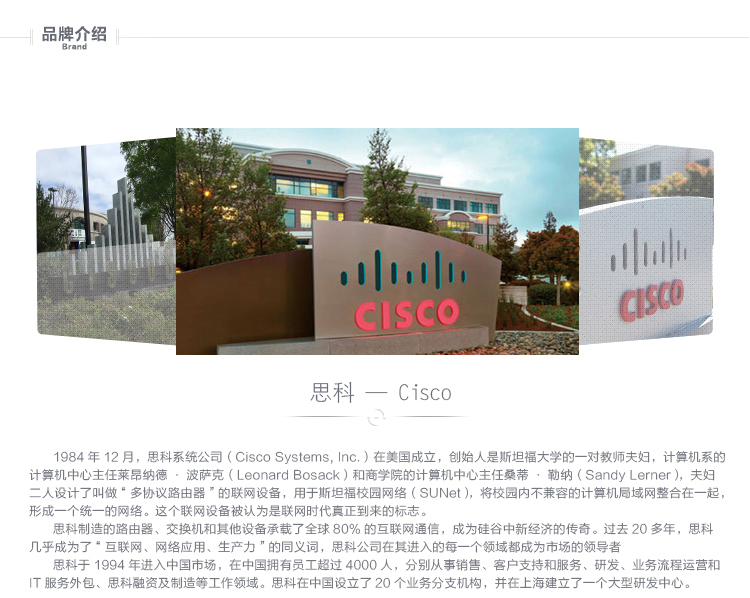 品牌介绍
Brand
CISCO
CISCO
思科 — Cisco
1984 年 12 月，思科系统公司（ Cisco Systems, Inc. ）在美国成立，创始人是斯坦福大学的一对教师夫妇，计算机系的
计算机中心主任莱昂纳德 · 波萨克（ Leonard Bosack ）和商学院的计算机中心主任桑蒂 · 勒纳（ Sandy Lerner ），夫妇
二人设计了叫做 “ 多协议路由器 ” 的联网设备，用于斯坦福校园网络（ SUNet ），将校园内不兼容的计算机局域网整合在一起，
形成一个统一的网络。这个联网设备被认为是联网时代真正到来的标志。
思科制造的路由器、交换机和其他设备承载了全球 80% 的互联网通信，成为硅谷中新经济的传奇。过去 20 多年，思科
几乎成为了 “ 互联网、网络应用、生产力 ” 的同义词，思科公司在其进入的每一个领域都成为市场的领导者
思科于 1994 年进入中国市场，在中国拥有员工超过 4000 人，分别从事销售、客户支持和服务、研发、业务流程运营和
IT 服务外包、思科融资及制造等工作领域。思科在中国设立了 20 个业务分支机构，并在上海建立了一个大型研发中心。